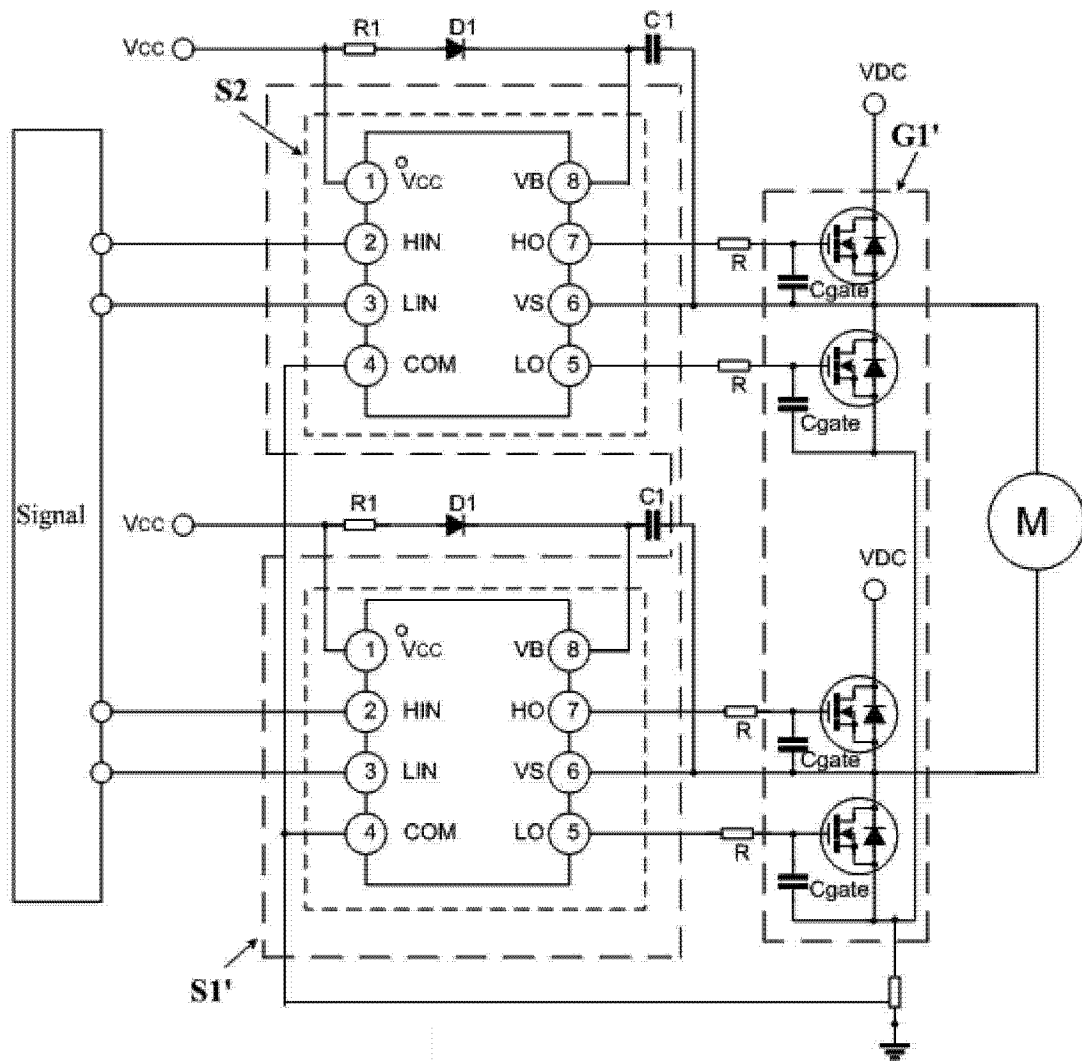 R1 D1 C1
Vcc
S2
VDC
G1'
1 Vcc VB 8
2 HIN HO 7
R
Cgate
3 LIN VS 6
4 COM LO 5
R
Cgate
Signal
R1 D1 C1
Vcc
M
VDC
1 Vcc VB 8
2 HIN HO 7
R
Cgate
3 LIN VS 6
4 COM LO 5
R
Cgate
S1'